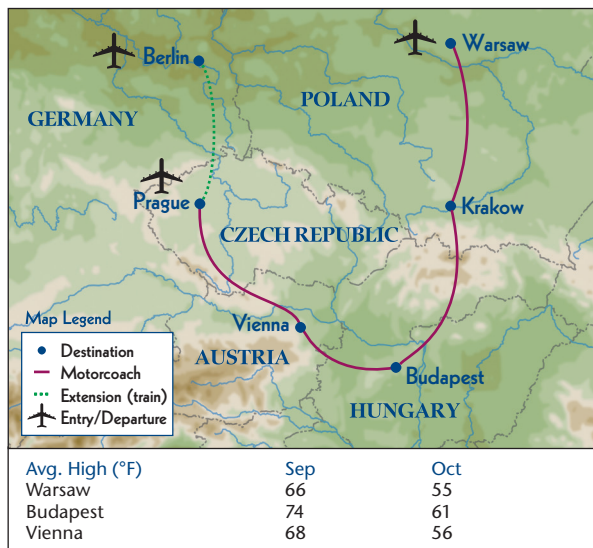 Berlin
Warsaw
POLAND
GERMANY
Prague
Krakow
CZECH REPUBLIC
Map Legend
Vienna
Destination
AUSTRIA
Motorcoach
Budapest
Extension (train)
HUNGARY
Entry/Departure
Avg. High (°F) Sep Oct
Warsaw 66 55
Budapest 74 61
Vienna 68 56